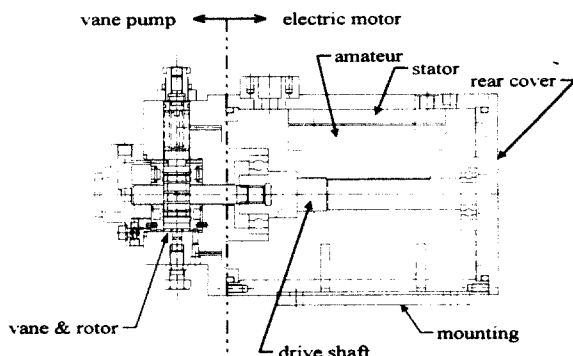 vane pump
electric motor
amateur
stator
rear cover
vane & rotor
mounting
drive shaft